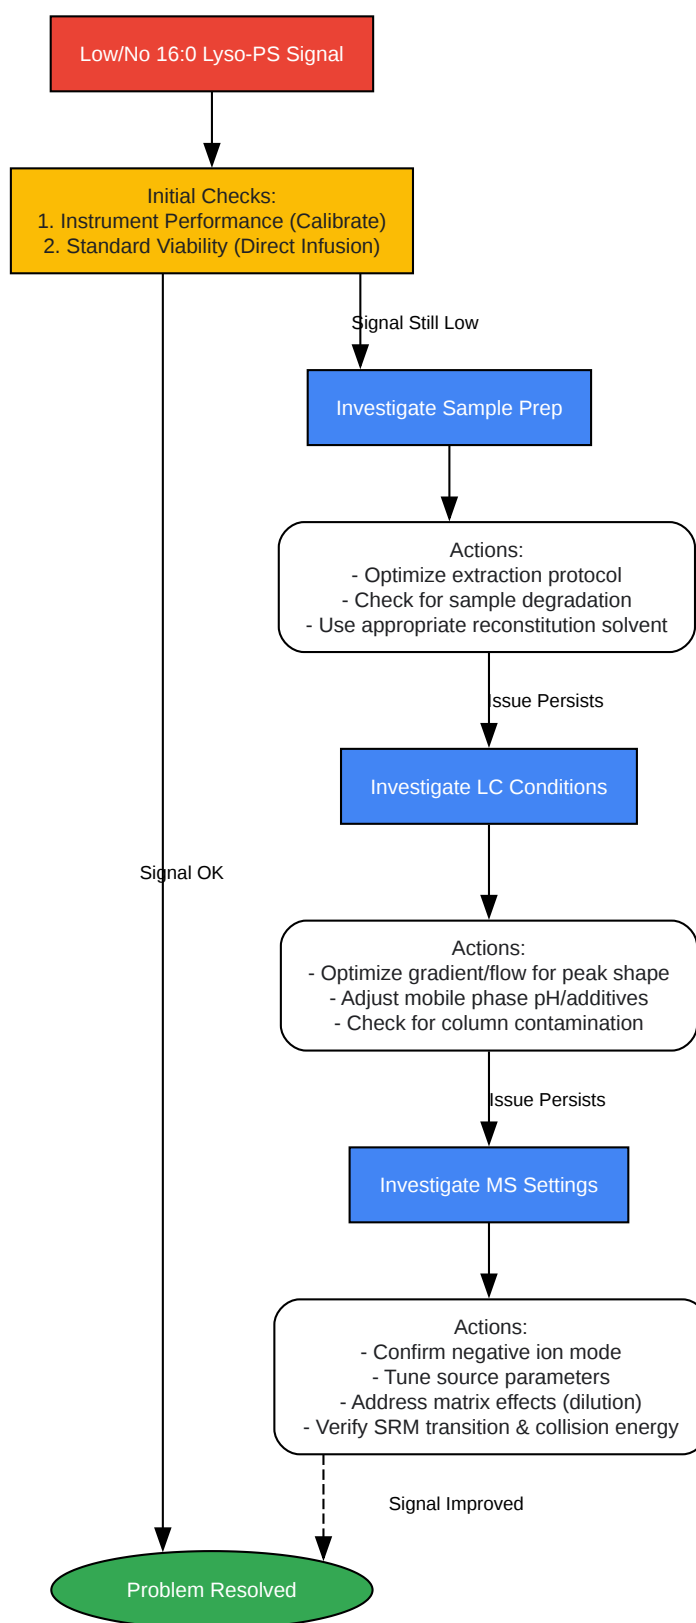 Low/No 16:0 Lyso-PS Signal
Initial Checks:
1. Instrument Performance (Calibrate)
2. Standard Viability (Direct Infusion)
Signal Still Low
Investigate Sample Prep
Actions:
- Optimize extraction protocol
- Check for sample degradation
- Use appropriate reconstitution solvent
Issue Persists
Investigate LC Conditions
Signal OK
Actions:
- Optimize gradient/flow for peak shape
- Adjust mobile phase pH/additives
- Check for column contamination
Issue Persists
Investigate MS Settings
Actions:
- Confirm negative ion mode
- Tune source parameters
- Address matrix effects (dilution)
- Verify SRM transition & collision energy
Signal Improved
Problem Resolved